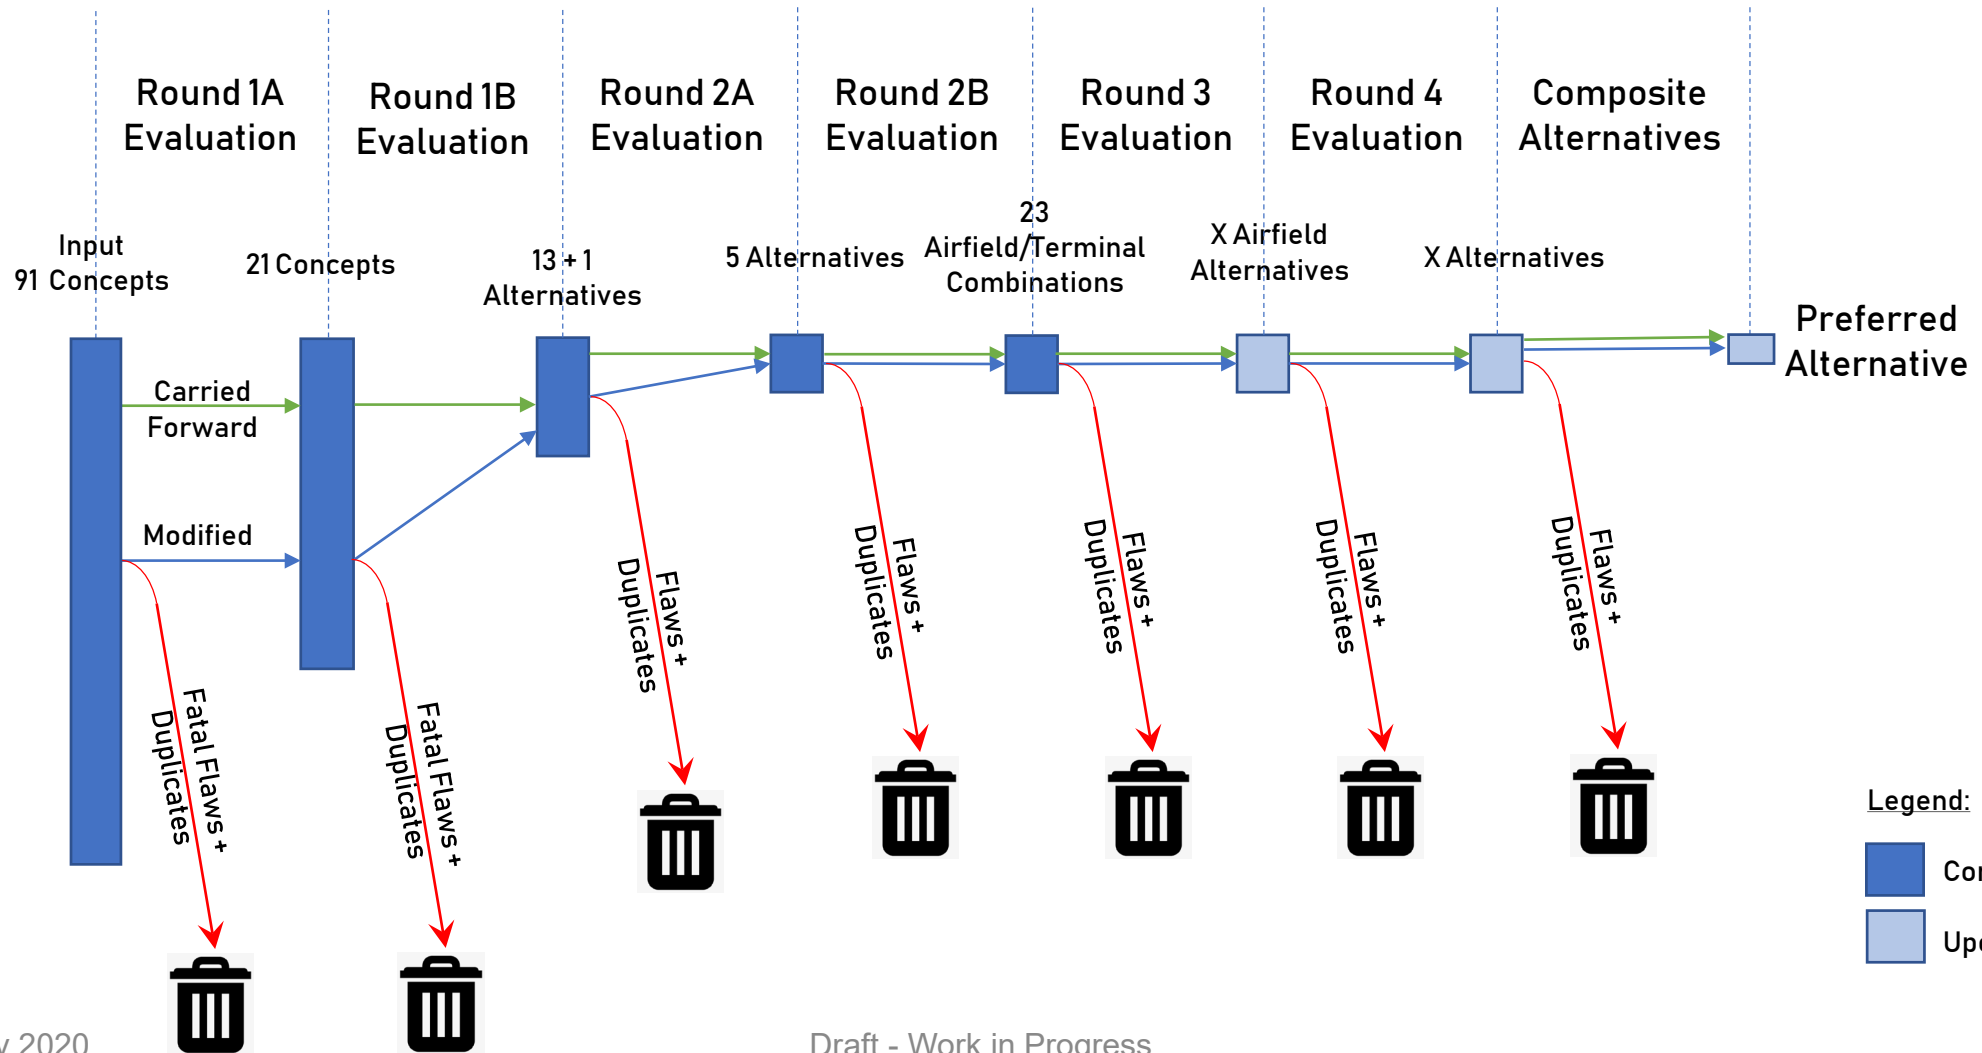 Round 1A
Evaluation
Round 1B
Evaluation
Round 2A
Evaluation
Round 2B
Evaluation
Round 3
Evaluation
Round 4
Evaluation
Composite
Alternatives
Input
91 Concepts
21 Concepts
13 + 1
Alternatives
5 Alternatives
23
Airfield/Terminal
Combinations
X Airfield
Alternatives
X Alternatives
Preferred
Alternative
Carried
Forward
Modified
Fatal Flaws +
Duplicates
Fatal Flaws +
Duplicates
Flaws +
Duplicates
Flaws +
Duplicates
Flaws +
Duplicates
Flaws +
Duplicates
Flaws +
Duplicates
Legend:
2020
Draft - Work in Progress